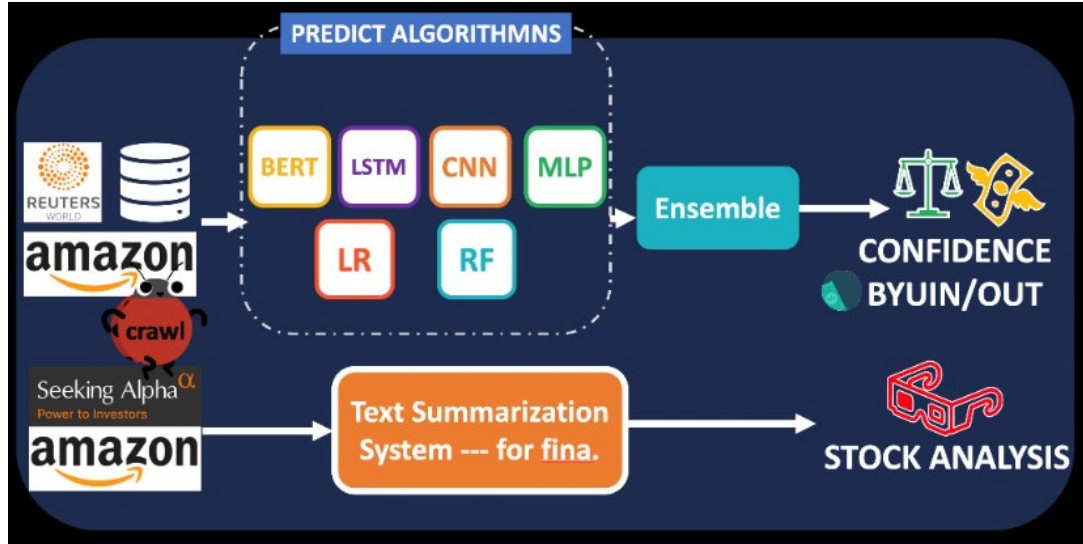 PREDICT ALGORITHMNS
BERT
LSTM
CNN
MLP
LR
RF
REUTERS
WORLD
amazon
crawl
Seeking Alpha α
Power to Investors
amazon
Ensemble
CONFIDENCE
BYUIN/OUT
Text Summarization
System --- for fina.
STOCK ANALYSIS